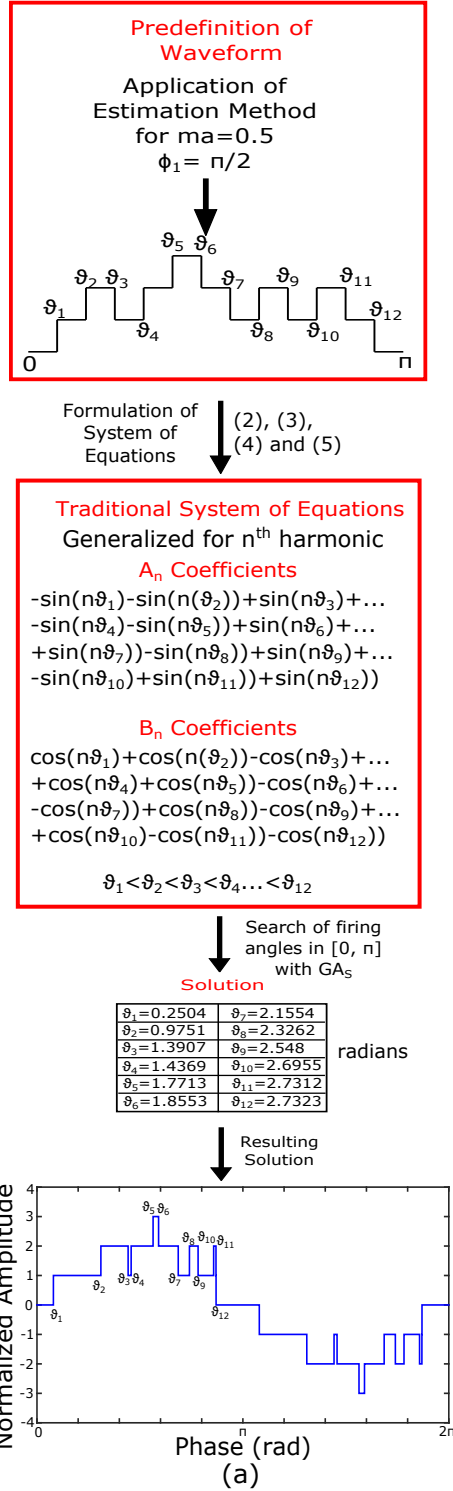 Predefinition of
Waveform
Application of
Estimation Method
for ma=0.5
ϕ₁= π/2
ϑ₅ ϑ₆
ϑ₂ ϑ₃ ϑ₇ ϑ₉ ϑ₁₁
ϑ₁ ϑ₄ ϑ₈ ϑ₁₀ ϑ₁₂
0 π
Formulation of
System of
Equations
(2), (3),
(4) and (5)
Traditional System of Equations
Generalized for nᵗʰ harmonic
Aₙ Coefficients
-sin(nϑ₁)-sin(n(ϑ₂))+sin(nϑ₃)+...
-sin(nϑ₄)-sin(nϑ₅))+sin(nϑ₆)+...
+sin(nϑ₇))-sin(nϑ₈))+sin(nϑ₉)+...
-sin(nϑ₁₀)+sin(nϑ₁₁))+sin(nϑ₁₂))
Bₙ Coefficients
cos(nϑ₁)+cos(n(ϑ₂))-cos(nϑ₃)+...
+cos(nϑ₄)+cos(nϑ₅))-cos(nϑ₆)+...
-cos(nϑ₇))+cos(nϑ₈))-cos(nϑ₉)+...
+cos(nϑ₁₀)-cos(nϑ₁₁))-cos(nϑ₁₂))
ϑ₁<ϑ₂<ϑ₃<ϑ₄...<ϑ₁₂
Search of firing
angles in [0, π]
with GAₛ
Solution
ϑ₁=0.2504 ϑ₇=2.1554
ϑ₂=0.9751 ϑ₈=2.3262
ϑ₃=1.3907 ϑ₉=2.548
ϑ₄=1.4369 ϑ₁₀=2.6955
ϑ₅=1.7713 ϑ₁₁=2.7312
ϑ₆=1.8553 ϑ₁₂=2.7323
radians
Resulting
Solution
Normalized Amplitude
4
3
2
1
0
-1
-2
-3
-4
ϑ₅ ϑ₆
ϑ₈ ϑ₁₀ ϑ₁₁
ϑ₂ ϑ₃ ϑ₄ ϑ₇ ϑ₉
ϑ₁ ϑ₁₂
0 π 2π
Phase (rad)
(a)